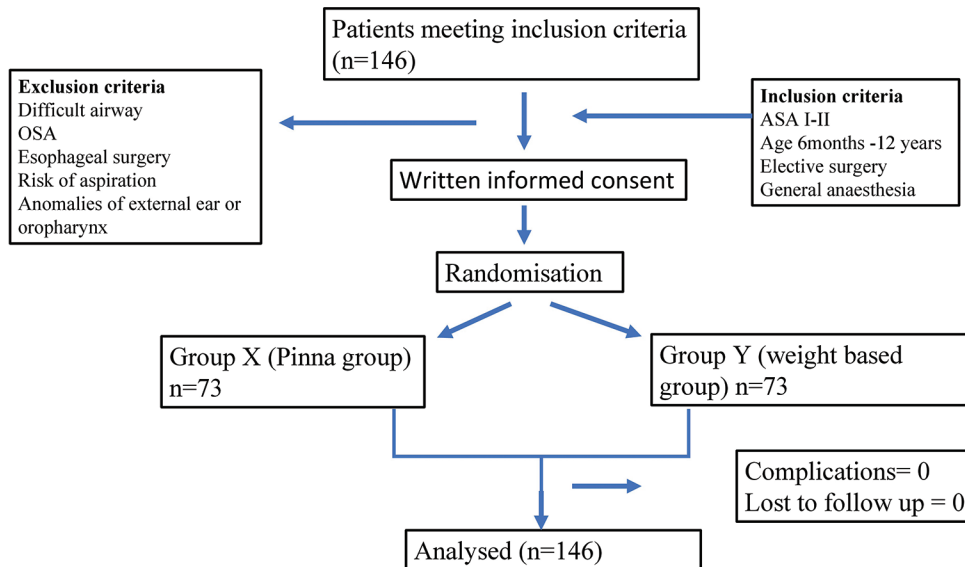 Patients meeting inclusion criteria
(n=146)
Exclusion criteria
Difficult airway
OSA
Esophageal surgery
Risk of aspiration
Anomalies of external ear or
oropharynx
Inclusion criteria
ASA I-II
Age 6months -12 years
Elective surgery
General anaesthesia
Written informed consent
Randomisation
Group X (Pinna group)
n=73
Group Y (weight based
group) n=73
Complications= 0
Lost to follow up = 0
Analysed (n=146)